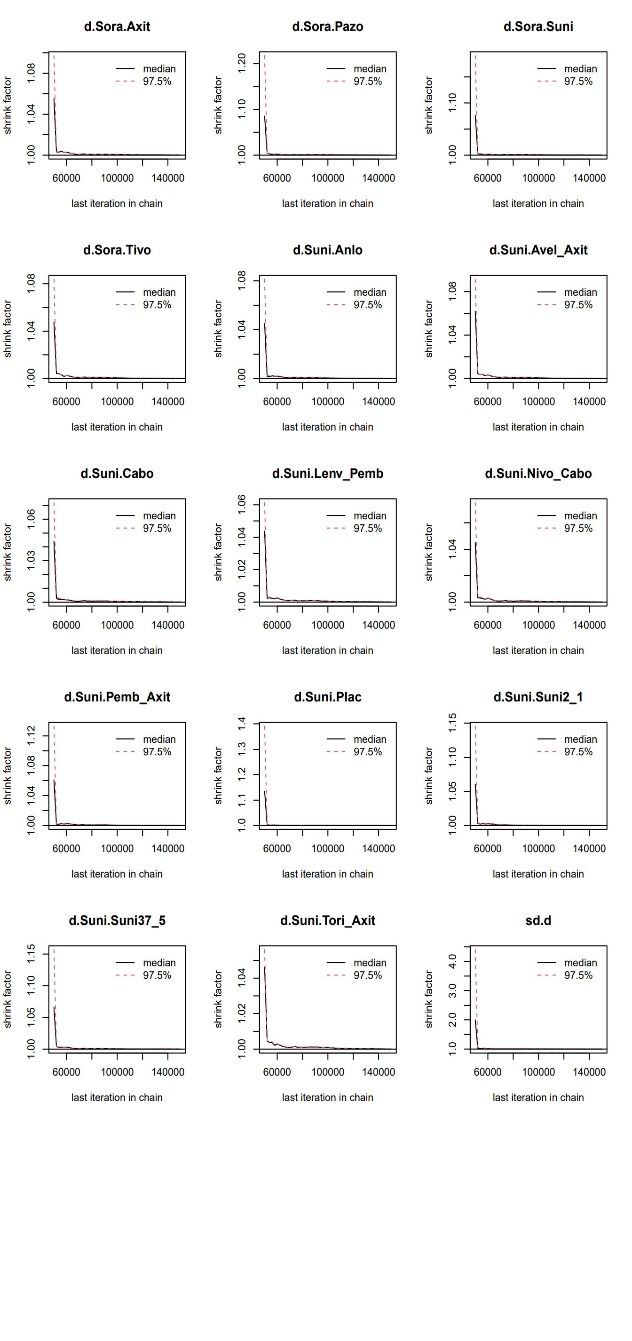 d.Sora.Axit
shrink factor
1.00 1.04 1.08
median
97.5%
60000 100000 140000
last iteration in chain
d.Sora.Pazo
shrink factor
1.00 1.10 1.20
median
97.5%
60000 100000 140000
last iteration in chain
d.Sora.Suni
shrink factor
1.00 1.10
median
97.5%
60000 100000 140000
last iteration in chain
d.Sora.Tivo
shrink factor
1.00 1.04 1.08
median
97.5%
60000 100000 140000
last iteration in chain
d.Suni.Anlo
shrink factor
1.00 1.04 1.08
median
97.5%
60000 100000 140000
last iteration in chain
d.Suni.Avel_Axit
shrink factor
1.00 1.04 1.08
median
97.5%
60000 100000 140000
last iteration in chain
d.Suni.Cabo
shrink factor
1.00 1.03 1.06
median
97.5%
60000 100000 140000
last iteration in chain
d.Suni.Lenv_Pemb
shrink factor
1.00 1.02 1.04 1.06
median
97.5%
60000 100000 140000
last iteration in chain
d.Suni.Nivo_Cabo
shrink factor
1.00 1.04
median
97.5%
60000 100000 140000
last iteration in chain
d.Suni.Pemb_Axit
shrink factor
1.00 1.04 1.08 1.12
median
97.5%
60000 100000 140000
last iteration in chain
d.Suni.Plac
shrink factor
1.0 1.1 1.2 1.3 1.4
median
97.5%
60000 100000 140000
last iteration in chain
d.Suni.Suni2_1
shrink factor
1.00 1.05 1.10 1.15
median
97.5%
60000 100000 140000
last iteration in chain
d.Suni.Suni37_5
shrink factor
1.00 1.05 1.10 1.15
median
97.5%
60000 100000 140000
last iteration in chain
d.Suni.Tori_Axit
shrink factor
1.00 1.02 1.04
median
97.5%
60000 100000 140000
last iteration in chain
sd.d
shrink factor
1.0 2.0 3.0 4.0
median
97.5%
60000 100000 140000
last iteration in chain